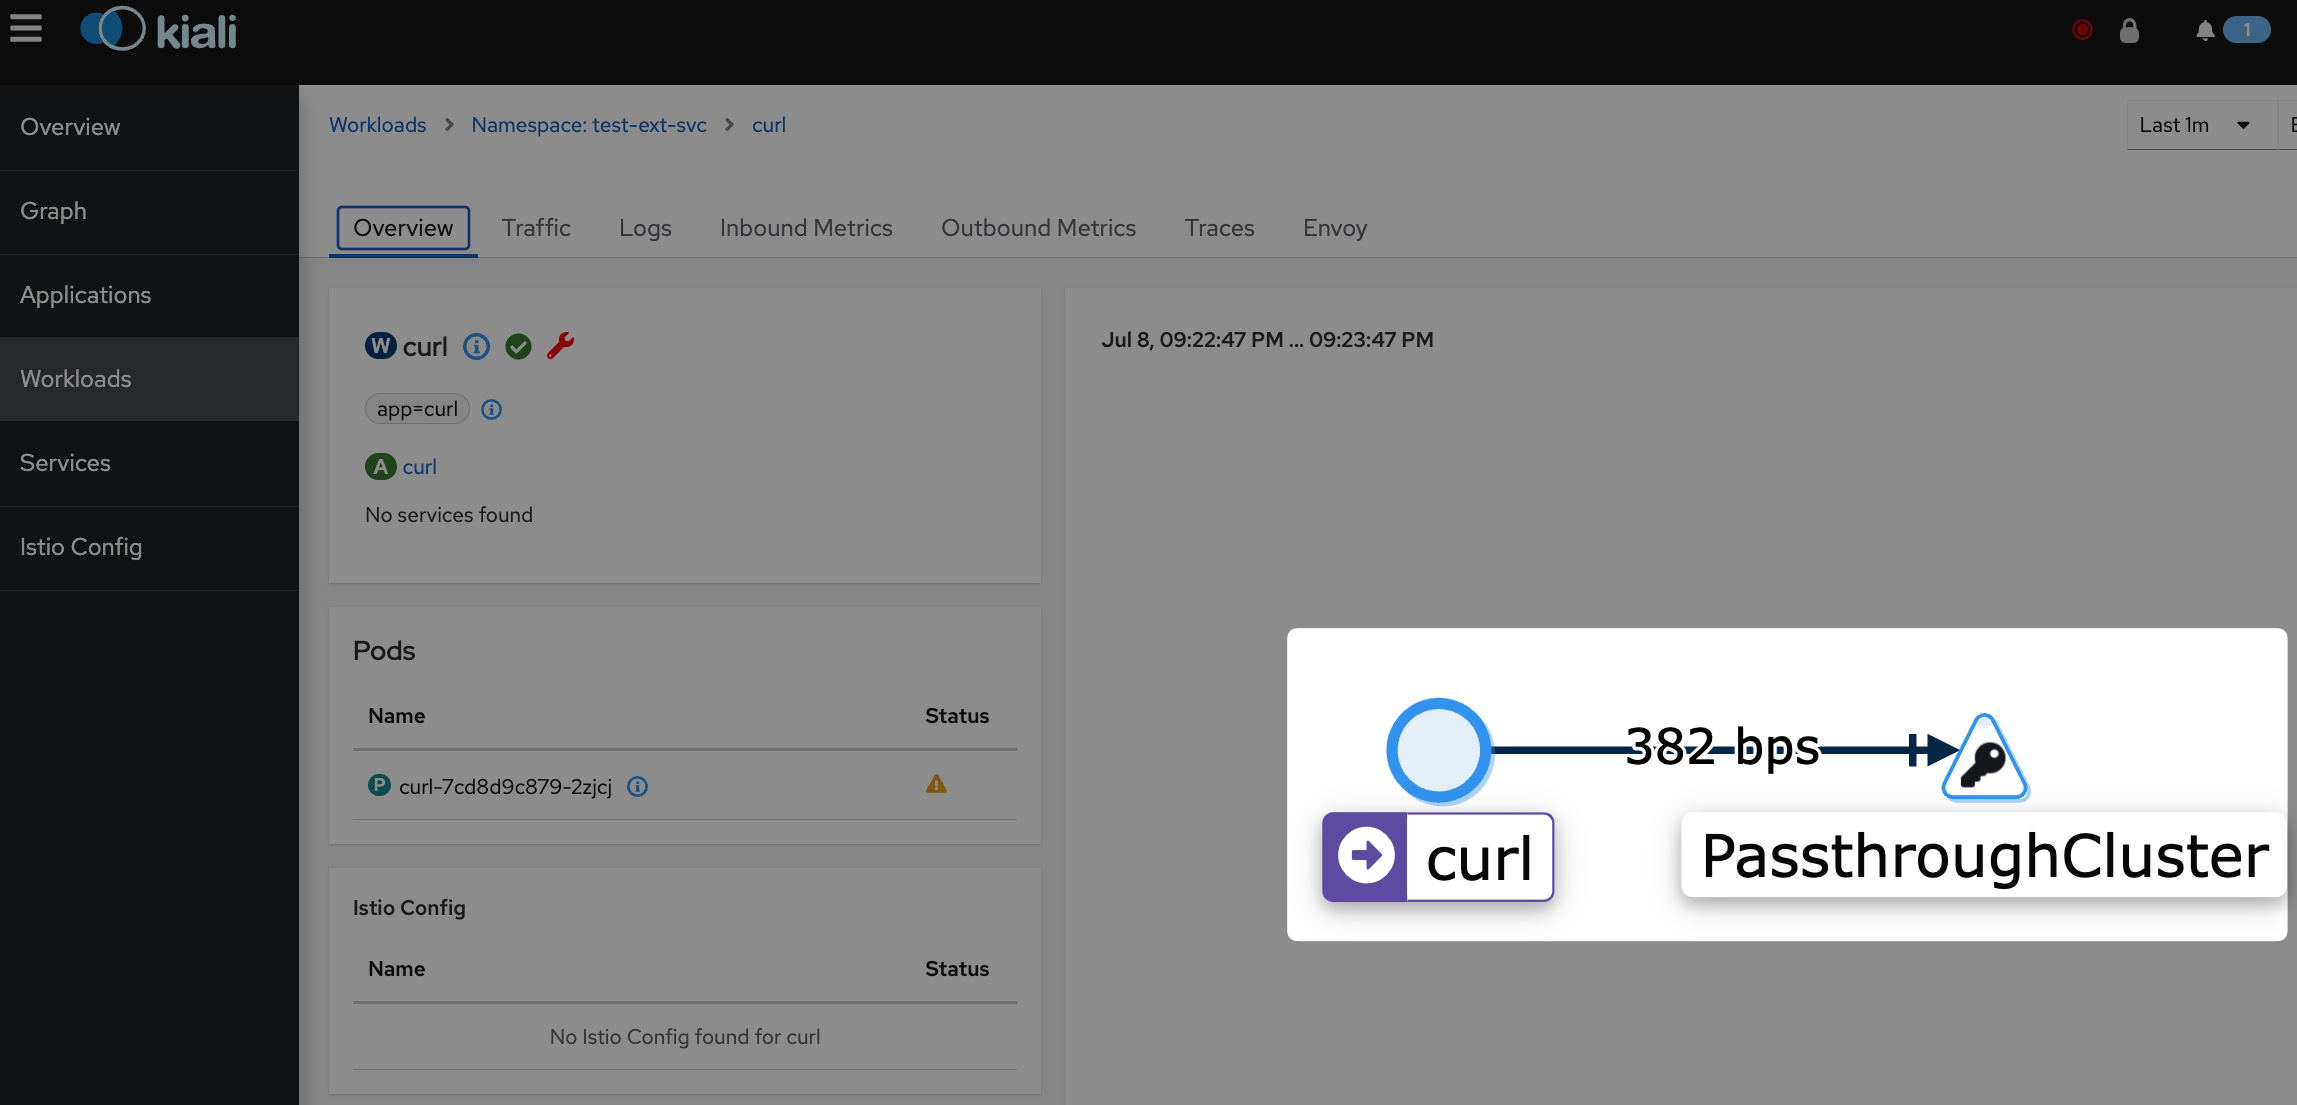 kiali
1
Overview
Graph
Applications
Workloads
Services
Istio Config
Workloads > Namespace: test-ext-svc > curl
Last 1m
Overview Traffic Logs Inbound Metrics Outbound Metrics Traces Envoy
W curl
app=curl
A curl
No services found
Pods
Name Status
P curl-7cd8d9c879-2zjcj
Istio Config
Name Status
No Istio Config found for curl
Jul 8, 09:22:47 PM ... 09:23:47 PM
382 bps
curl
PassthroughCluster